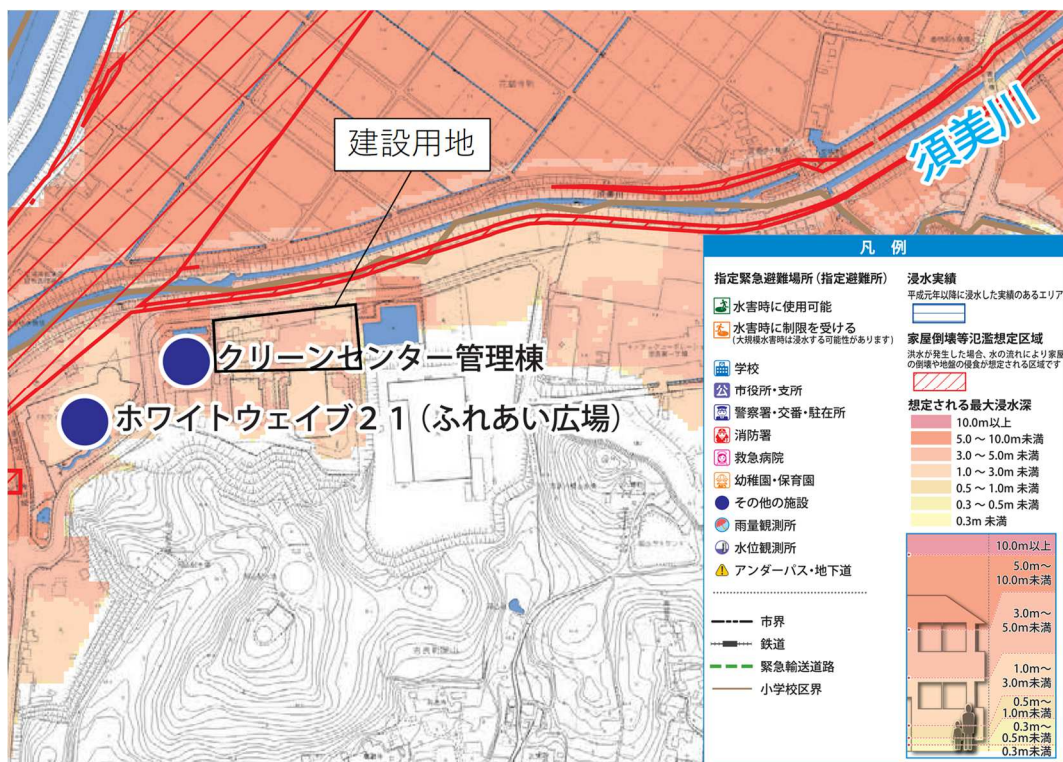 建設用地
須美川
クリーンセンター管理棟
ホワイトウェイブ21(ふれあい広場)
凡 例
指定緊急避難場所(指定避難所)
水害時に使用可能
水害時に制限を受ける
(大規模水害時は浸水する可能性があります)
学校
市役所・支所
警察署・交番・駐在所
消防署
救急病院
幼稚園・保育園
その他の施設
雨量観測所
水位観測所
アンダーパス・地下道
市界
鉄道
緊急輸送道路
小学校区界
浸水実績
平成元年以降に浸水した実績のあるエリア
家屋倒壊等氾濫想定区域
洪水が発生した場合、水の流れにより家屋
の倒壊や地盤の侵食が想定される区域です
想定される最大浸水深
10.0m以上
5.0 〜 10.0m未満
3.0 〜 5.0m 未満
1.0 〜 3.0m 未満
0.5 〜 1.0m 未満
0.3 〜 0.5m 未満
0.3m 未満
10.0m以上
5.0m〜
10.0m未満
3.0m〜
5.0m未満
1.0m〜
3.0m未満
0.5m〜
1.0m未満
0.3m〜
0.5m未満
0.3m未満